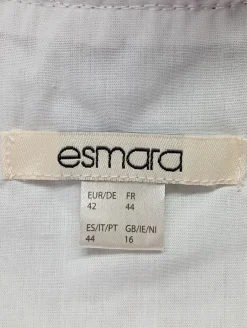 esmara
EUR/DE FR
42 44
ES/IT/PT GB/IE/NI
44 16